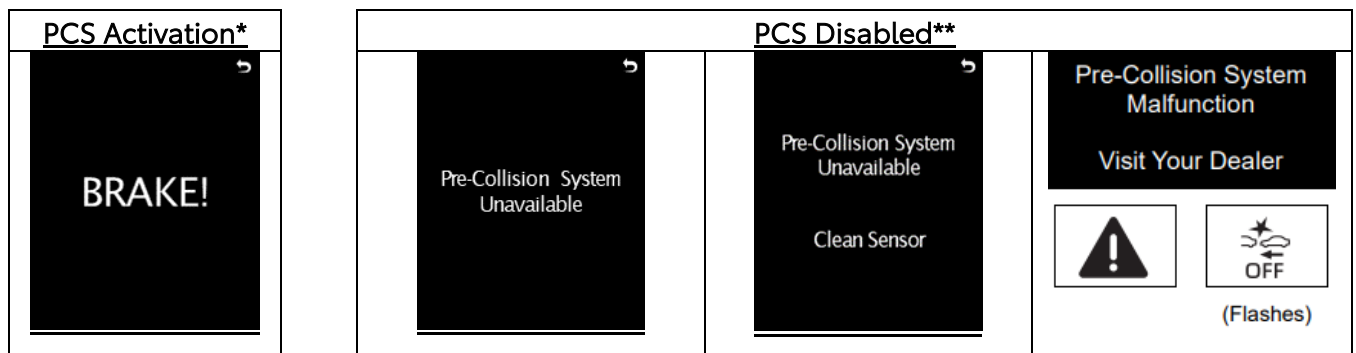 PCS Activation*
BRAKE!
PCS Disabled**
Pre-Collision System
Unavailable
Pre-Collision System
Unavailable
Clean Sensor
Pre-Collision System
Malfunction
Visit Your Dealer
OFF
(Flashes)